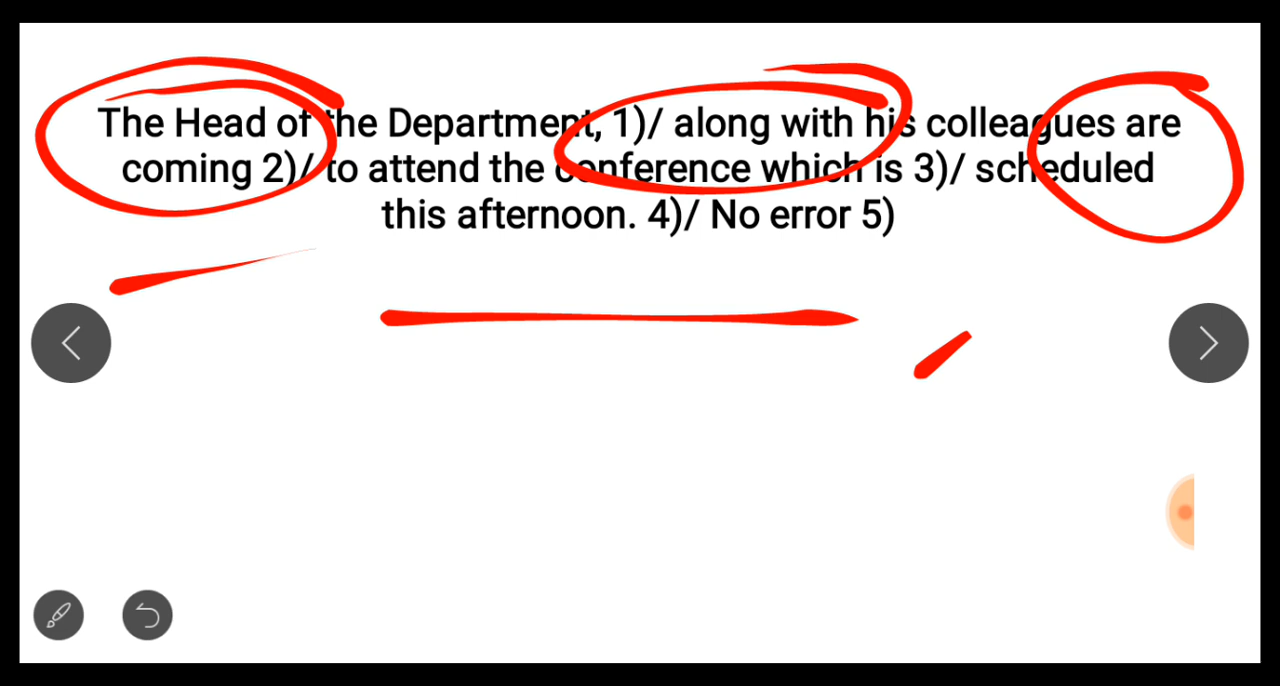 The Head of the Department, 1)/ along with his colleagues are
coming 2)/ to attend the conference which is 3)/ scheduled
this afternoon. 4)/ No error 5)